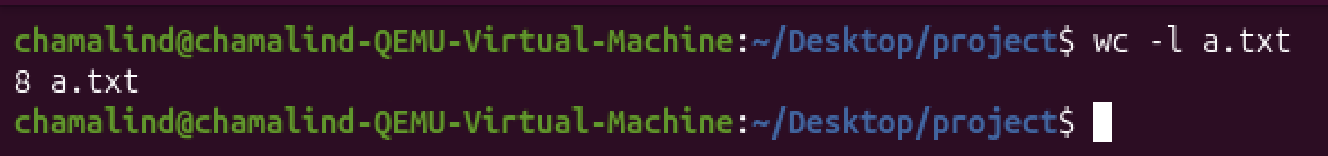 chamalind@chamalind-QEMU-Virtual-Machine:~/Desktop/project$ wc -l a.txt
8 a.txt
chamalind@chamalind-QEMU-Virtual-Machine:~/Desktop/project$